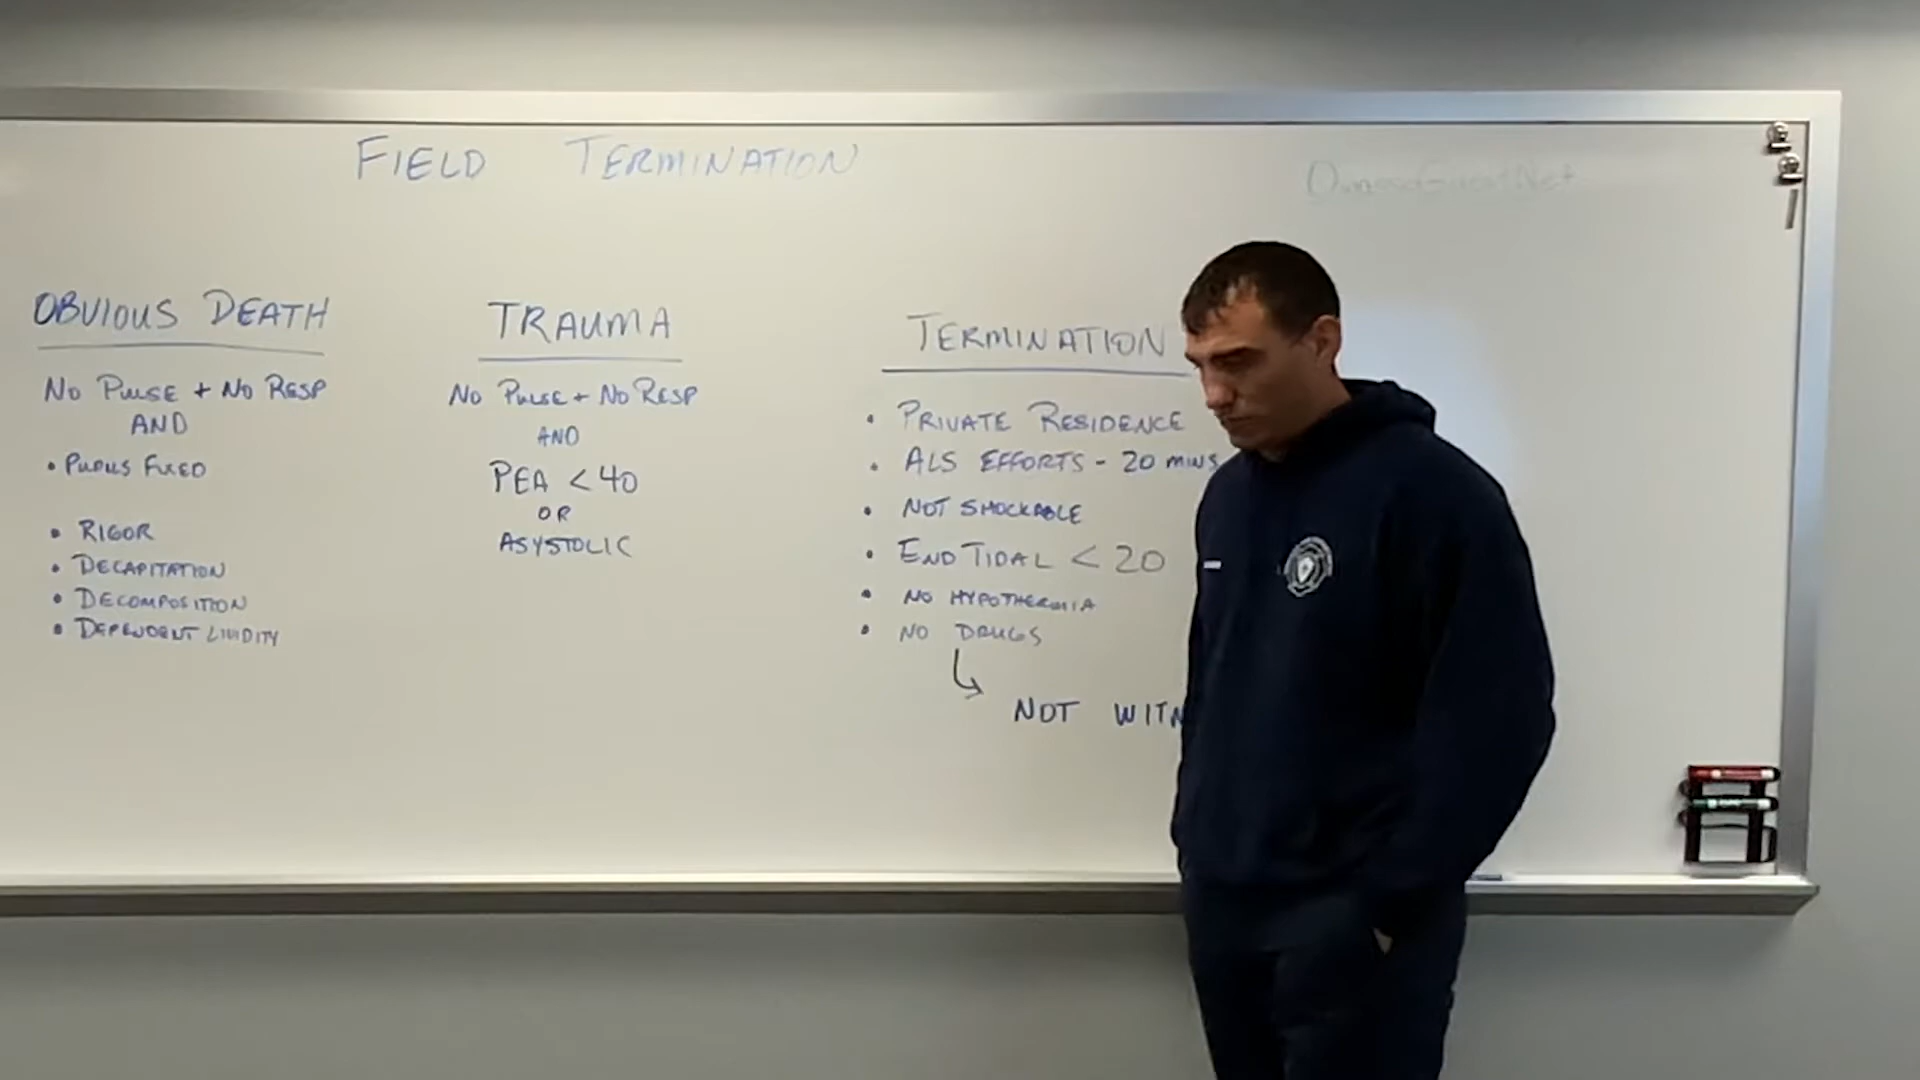 FIELD TERMINATION
OBVIOUS DEATH
NO PULSE + NO RESP
AND
• PUPILS FIXED
• RIGOR
• DECAPITATION
• DECOMPOSITION
• DEPENDENT LIVIDITY
TRAUMA
NO PULSE + NO RESP
AND
PEA < 40
OR
ASYSTOLIC
TERMINATION
• PRIVATE RESIDENCE
• ALS EFFORTS - 20 MINS
• NOT SHOCKABLE
• END TIDAL < 20
• NO HYPOTHERMIA
• NO DRUGS
NOT WITN